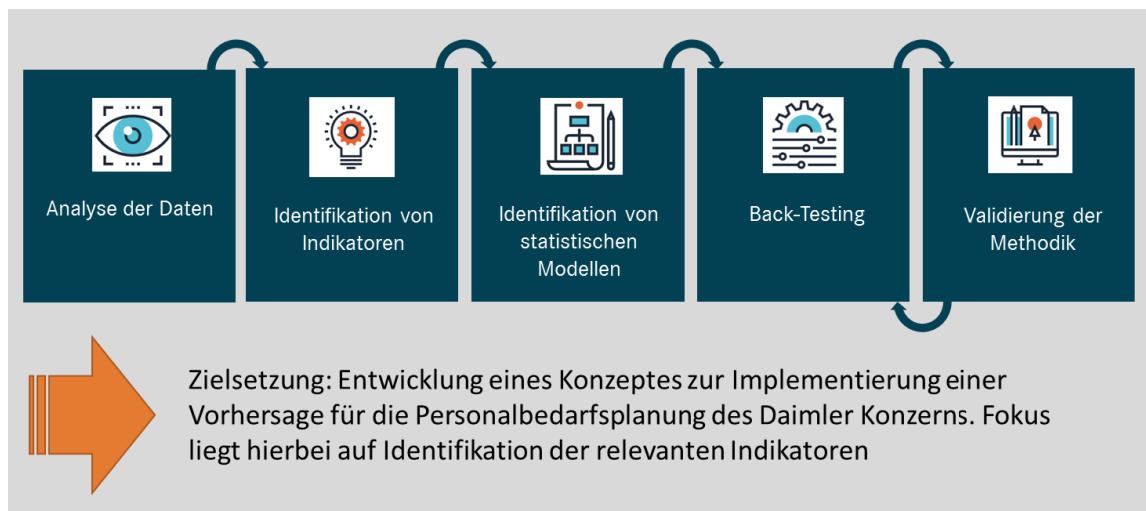 Analyse der Daten
Identifikation von
Indikatoren
Identifikation von
statistischen
Modellen
Back-Testing
Validierung der
Methodik
Zielsetzung: Entwicklung eines Konzeptes zur Implementierung einer
Vorhersage für die Personalbedarfsplanung des Daimler Konzerns. Fokus
liegt hierbei auf Identifikation der relevanten Indikatoren